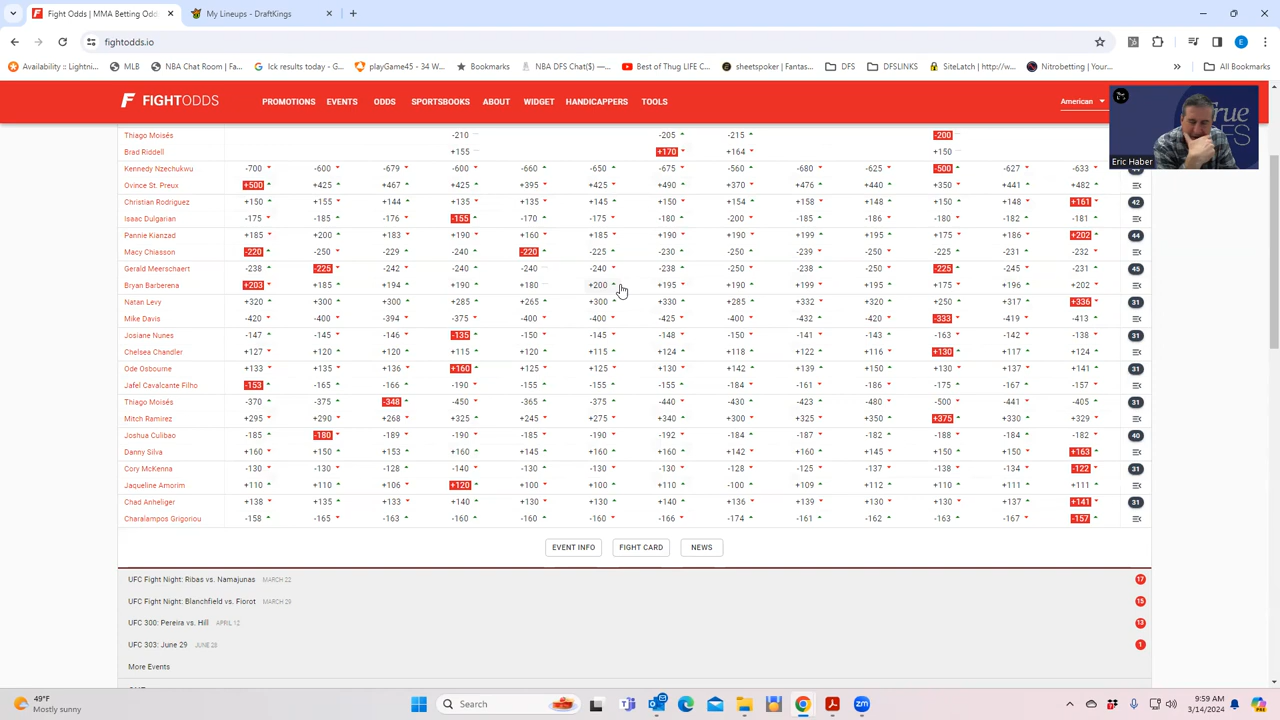 Fight Odds | MMA Betting Odd
My Lineups - DraftKings
fightodds.io
Availability :: Lightni...
MLB
NBA Chat Room | Fa...
Ick results today - G...
playGame45 - 34 W...
Bookmarks
NBA DFS Chat($) —...
Best of Thug LIFE C...
sheetspoker | Fantas...
DFS
DFSLINKS
SiteLatch | http://w...
Nitrobetting | Your...
All Bookmarks
FIGHTODDS
PROMOTIONS EVENTS ODDS SPORTSBOOKS ABOUT WIDGET HANDICAPPERS TOOLS
American
Eric Haber
Thiago Moisés -210 -205 -215 -200
Brad Riddell +155 +170 +164 +150
Kennedy Nzechukwu -700 -600 -679 -600 -660 -650 -675 -560 -680 -625 -500 -627 -633 44
Ovince St. Preux +500 +425 +467 +425 +395 +425 +490 +370 +476 +440 +350 +441 +482
Christian Rodriguez +150 +155 +144 +135 +135 +145 +150 +154 +158 +148 +150 +148 +161 42
Isaac Dulgarian -175 -185 -176 -155 -170 -175 -180 -200 -185 -186 -180 -182 -181
Pannie Kianzad +185 +200 +183 +190 +160 +185 +190 +190 +199 +195 +175 +186 +202 44
Macy Chiasson -220 -250 -229 -240 -220 -225 -230 -250 -239 -250 -225 -231 -232
Gerald Meerschaert -238 -225 -242 -240 -240 -240 -238 -250 -238 -250 -225 -245 -231 45
Bryan Barberena +203 +185 +194 +190 +180 +200 +195 +190 +199 +195 +175 +196 +202
Natan Levy +320 +300 +300 +285 +265 +300 +330 +285 +332 +320 +250 +317 +336 31
Mike Davis -420 -400 -394 -375 -400 -400 -425 -400 -432 -420 -333 -419 -413
Josiane Nunes -147 -145 -146 -135 -150 -145 -148 -150 -141 -143 -163 -142 -138 31
Chelsea Chandler +127 +120 +120 +115 +120 +115 +124 +118 +122 +116 +130 +117 +124
Ode Osbourne +133 +135 +136 +160 +125 +125 +130 +142 +139 +150 +130 +137 +141 31
Jafel Cavalcante Filho -153 -165 -166 -190 -155 -155 -155 -184 -161 -186 -175 -167 -157
Thiago Moisés -370 -375 -348 -450 -365 -375 -440 -430 -423 -480 -500 -441 -405 31
Mitch Ramirez +295 +290 +268 +325 +245 +275 +340 +300 +325 +350 +375 +330 +329
Joshua Culibao -185 -180 -189 -190 -185 -190 -192 -184 -187 -182 -188 -184 -182 40
Danny Silva +160 +150 +153 +160 +145 +160 +160 +142 +160 +145 +150 +150 +163
Cory McKenna -130 -130 -128 -140 -130 -130 -128 -125 -137 -138 -134 -122 31
Jaqueline Amorim +110 +110 +106 +120 +100 +100 +110 -100 +109 +112 +110 +111 +111
Chad Anheliger +138 +135 +133 +140 +130 +130 +140 +136 +139 +130 +130 +137 +141 31
Charalampos Grigoriou -158 -165 -163 -160 -160 -160 -166 -174 -161 -162 -163 -167 -157
EVENT INFO FIGHT CARD NEWS
UFC Fight Night: Ribas vs. Namajunas MARCH 22 17
UFC Fight Night: Blanchfield vs. Fiorot MARCH 29 15
UFC 300: Pereira vs. Hill APRIL 12 13
UFC 303: June 29 JUNE 28 1
More Events
49°F
Mostly sunny
Search
9:59 AM
3/14/2024